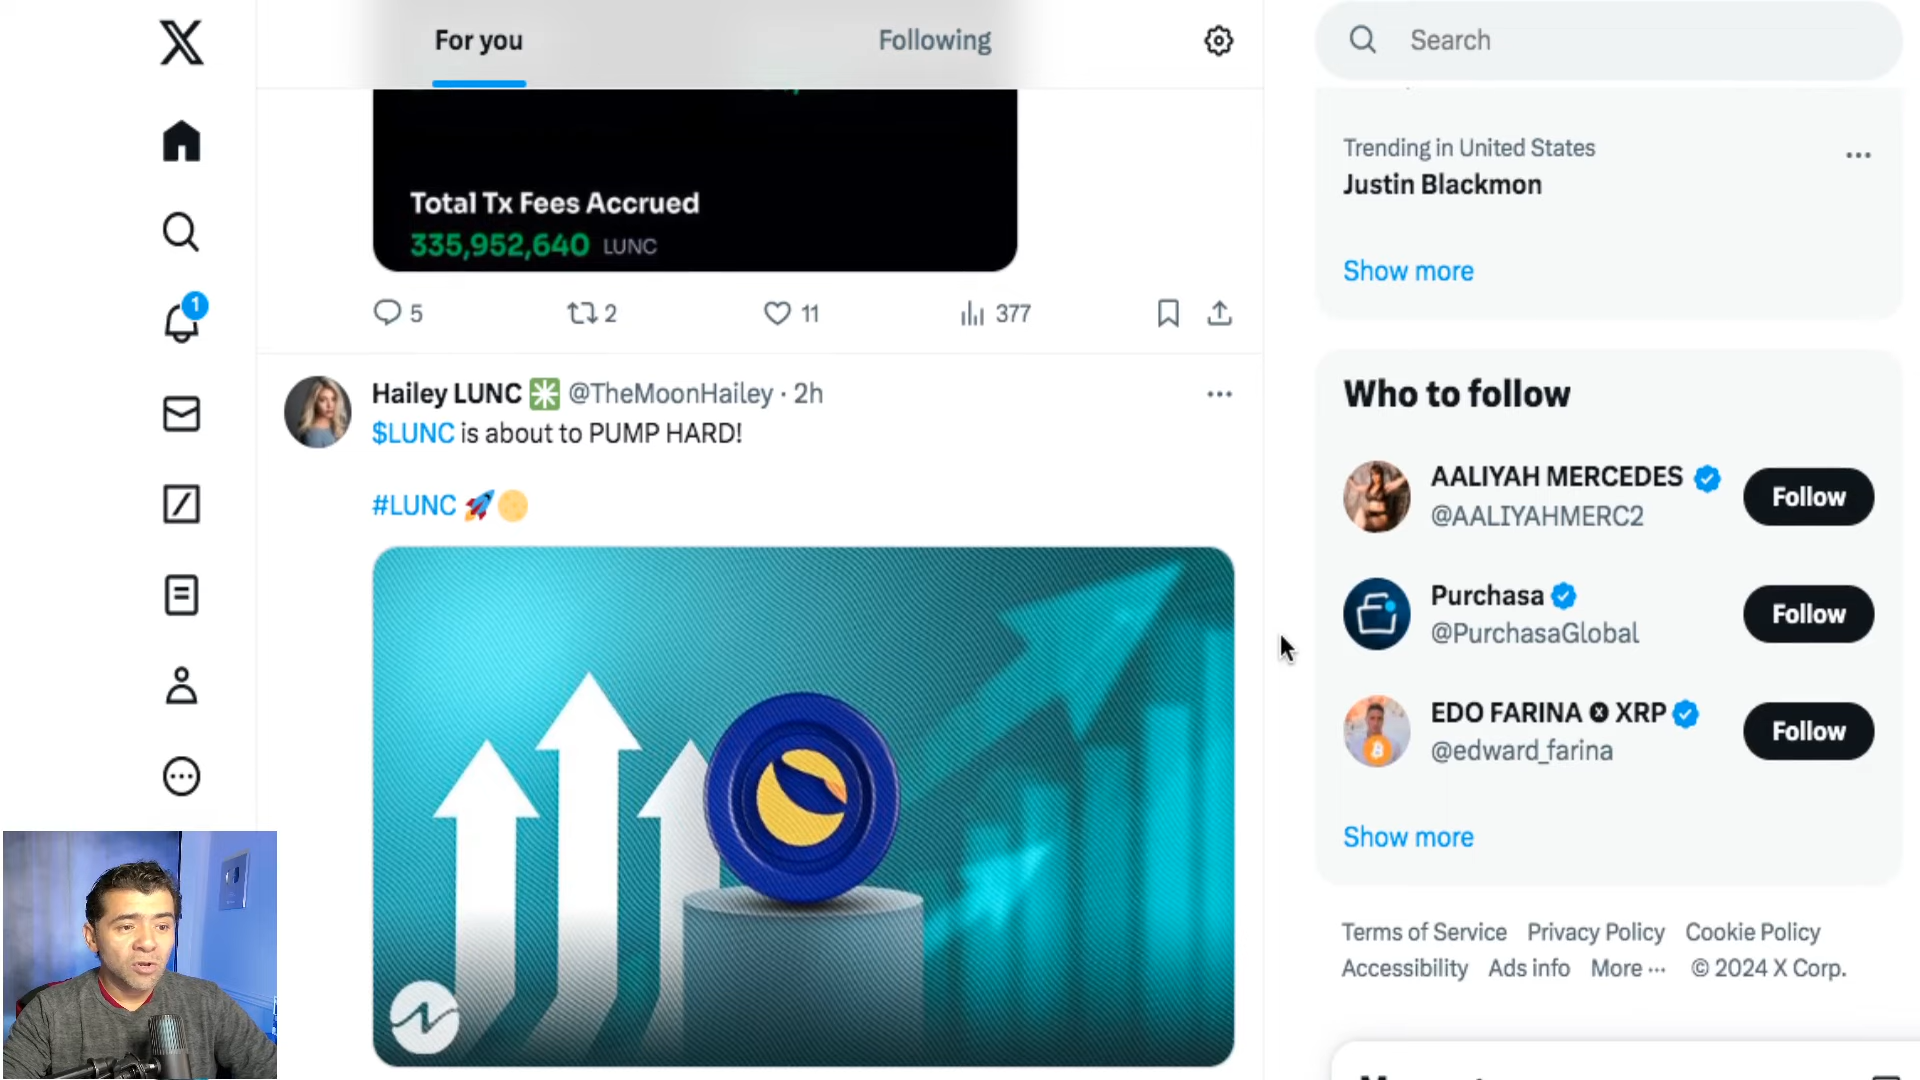 For you
Following
Search
Total Tx Fees Accrued
335,952,640 LUNC
5
2
11
377
Hailey LUNC @TheMoonHailey · 2h
$LUNC is about to PUMP HARD!
#LUNC
1
Trending in United States
Justin Blackmon
Show more
Who to follow
AALIYAH MERCEDES
@AALIYAHMERC2
Follow
Purchasa
@PurchasaGlobal
Follow
EDO FARINA XRP
@edward_farina
Follow
Show more
Terms of Service Privacy Policy Cookie Policy
Accessibility Ads info More ··· © 2024 X Corp.